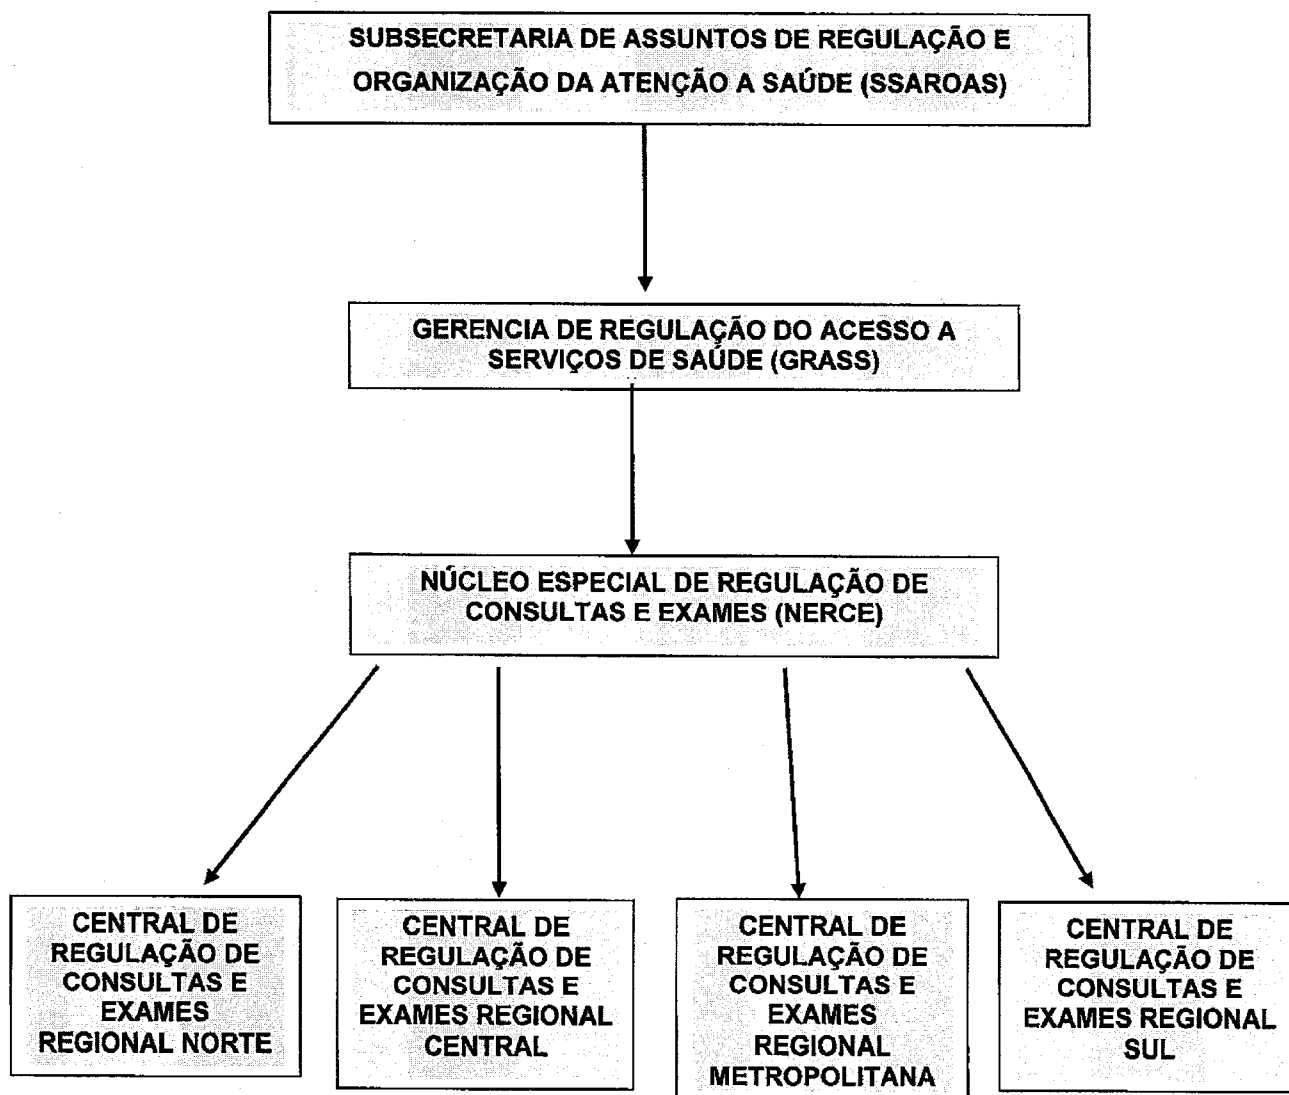 SUBSECRETARIA DE ASSUNTOS DE REGULAÇÃO E
ORGANIZAÇÃO DA ATENÇÃO A SAÚDE (SSAROAS)
GERENCIA DE REGULAÇÃO DO ACESSO A
SERVIÇOS DE SAÚDE (GRASS)
NÚCLEO ESPECIAL DE REGULAÇÃO DE
CONSULTAS E EXAMES (NERCE)
CENTRAL DE
REGULAÇÃO DE
CONSULTAS E
EXAMES
REGIONAL NORTE
CENTRAL DE
REGULAÇÃO DE
CONSULTAS E
EXAMES REGIONAL
CENTRAL
CENTRAL DE
REGULAÇÃO DE
CONSULTAS E
EXAMES
REGIONAL
METROPOLITANA
CENTRAL DE
REGULAÇÃO DE
CONSULTAS E
EXAMES REGIONAL
SUL